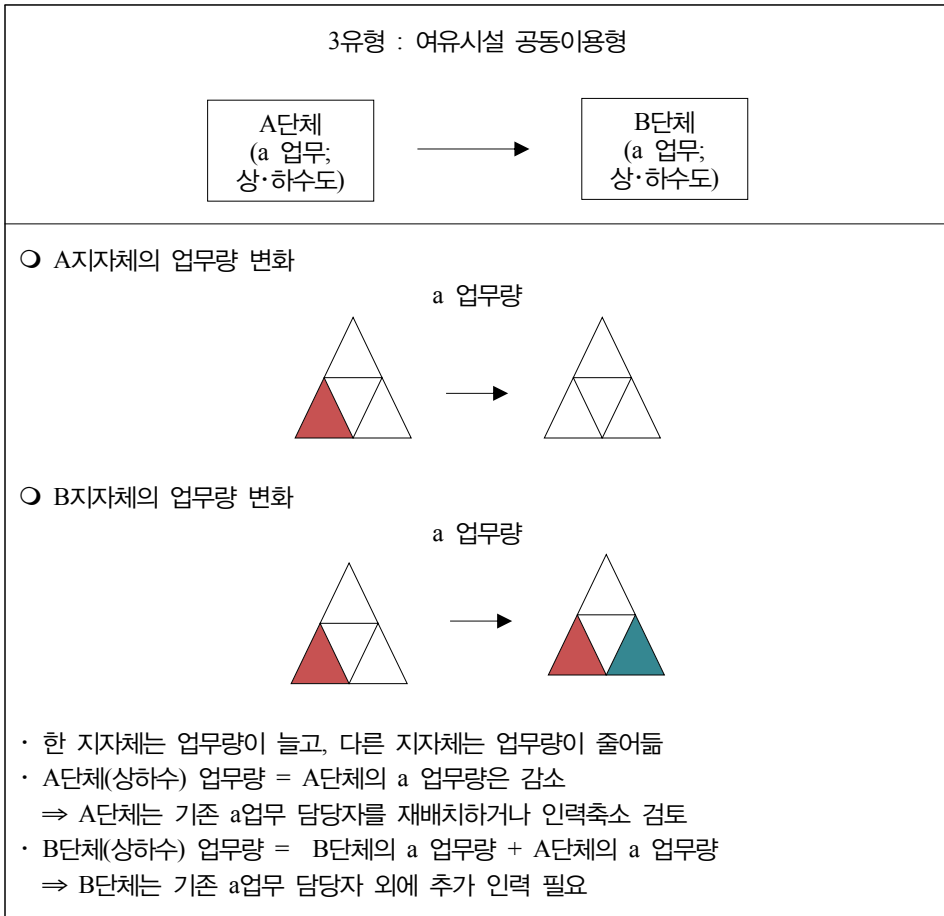 3유형 : 여유시설 공동이용형
A단체
(a 업무;
상·하수도)
B단체
(a 업무;
상·하수도)
❍ A지자체의 업무량 변화
a 업무량
❍ B지자체의 업무량 변화
a 업무량
· 한 지자체는 업무량이 늘고, 다른 지자체는 업무량이 줄어듦
· A단체(상하수) 업무량 = A단체의 a 업무량은 감소
⇒ A단체는 기존 a업무 담당자를 재배치하거나 인력축소 검토
· B단체(상하수) 업무량 = B단체의 a 업무량 + A단체의 a 업무량
⇒ B단체는 기존 a업무 담당자 외에 추가 인력 필요